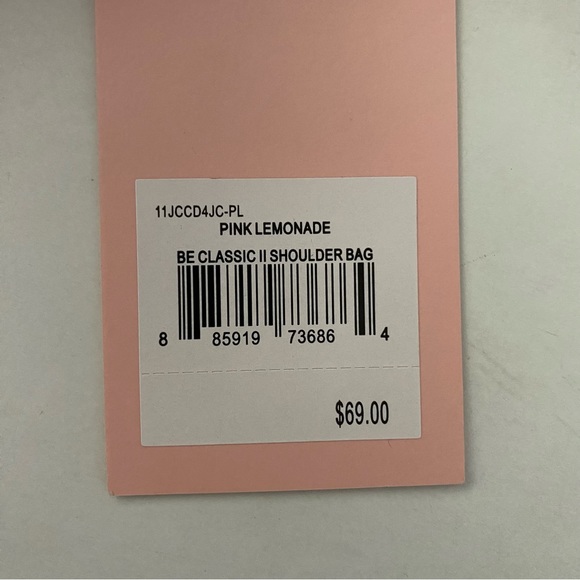 11JCCD4JC-PL
PINK LEMONADE
BE CLASSIC II SHOULDER BAG
8 85919 73686 4
$69.00